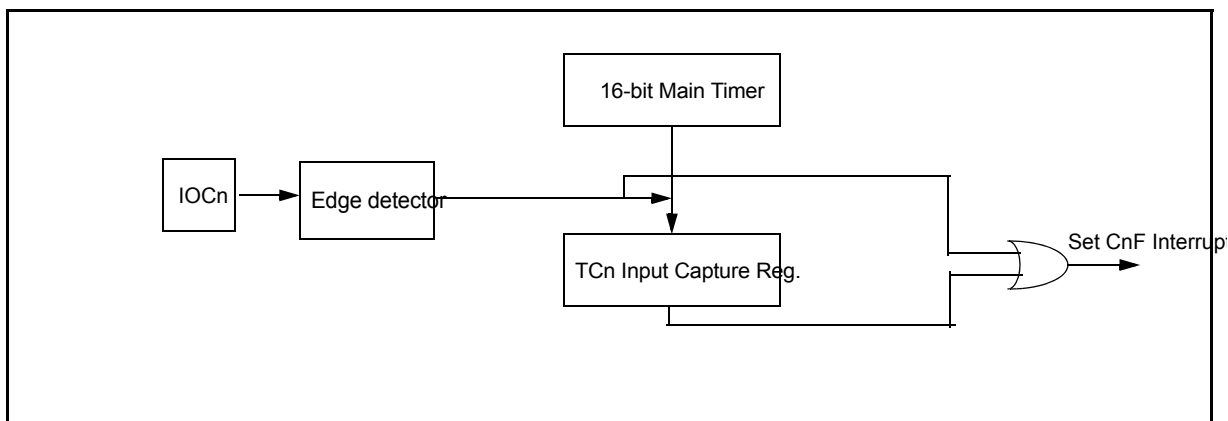 16-bit Main Timer
IOCn
Edge detector
TCn Input Capture Reg.
Set CnF Interrupt